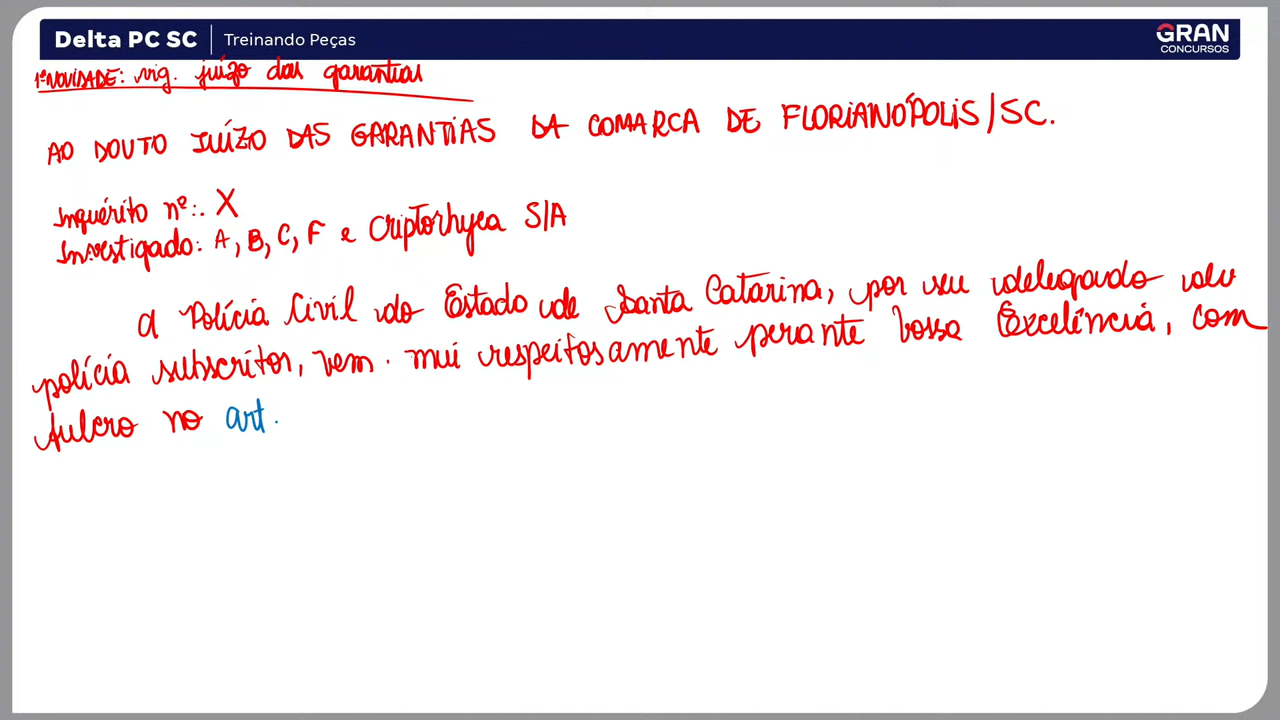 Delta PC SC | Treinando Peças
GRAN
CONCURSOS
1ª NOVIDADE: vig. juízo das garantias
AO DOUTO JUÍZO DAS GARANTIAS DA COMARCA DE FLORIANÓPOLIS/SC.
Inquérito nº:. X
Investigado: A, B, C, F e Criptorhyca S/A
A Polícia Civil do Estado de Santa Catarina, por seu delegado de
polícia subscritor, vem mui respeitosamente perante Vossa Excelência, com
fulcro no art.